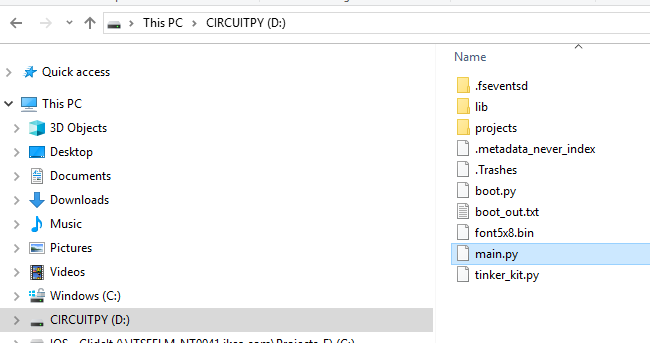 This PC > CIRCUITPY (D:)
Name
Quick access
This PC
3D Objects
Desktop
Documents
Downloads
Music
Pictures
Videos
Windows (C:)
CIRCUITPY (D:)
.fseventsd
lib
projects
.metadata_never_index
.Trashes
boot.py
boot_out.txt
font5x8.bin
main.py
tinker_kit.py